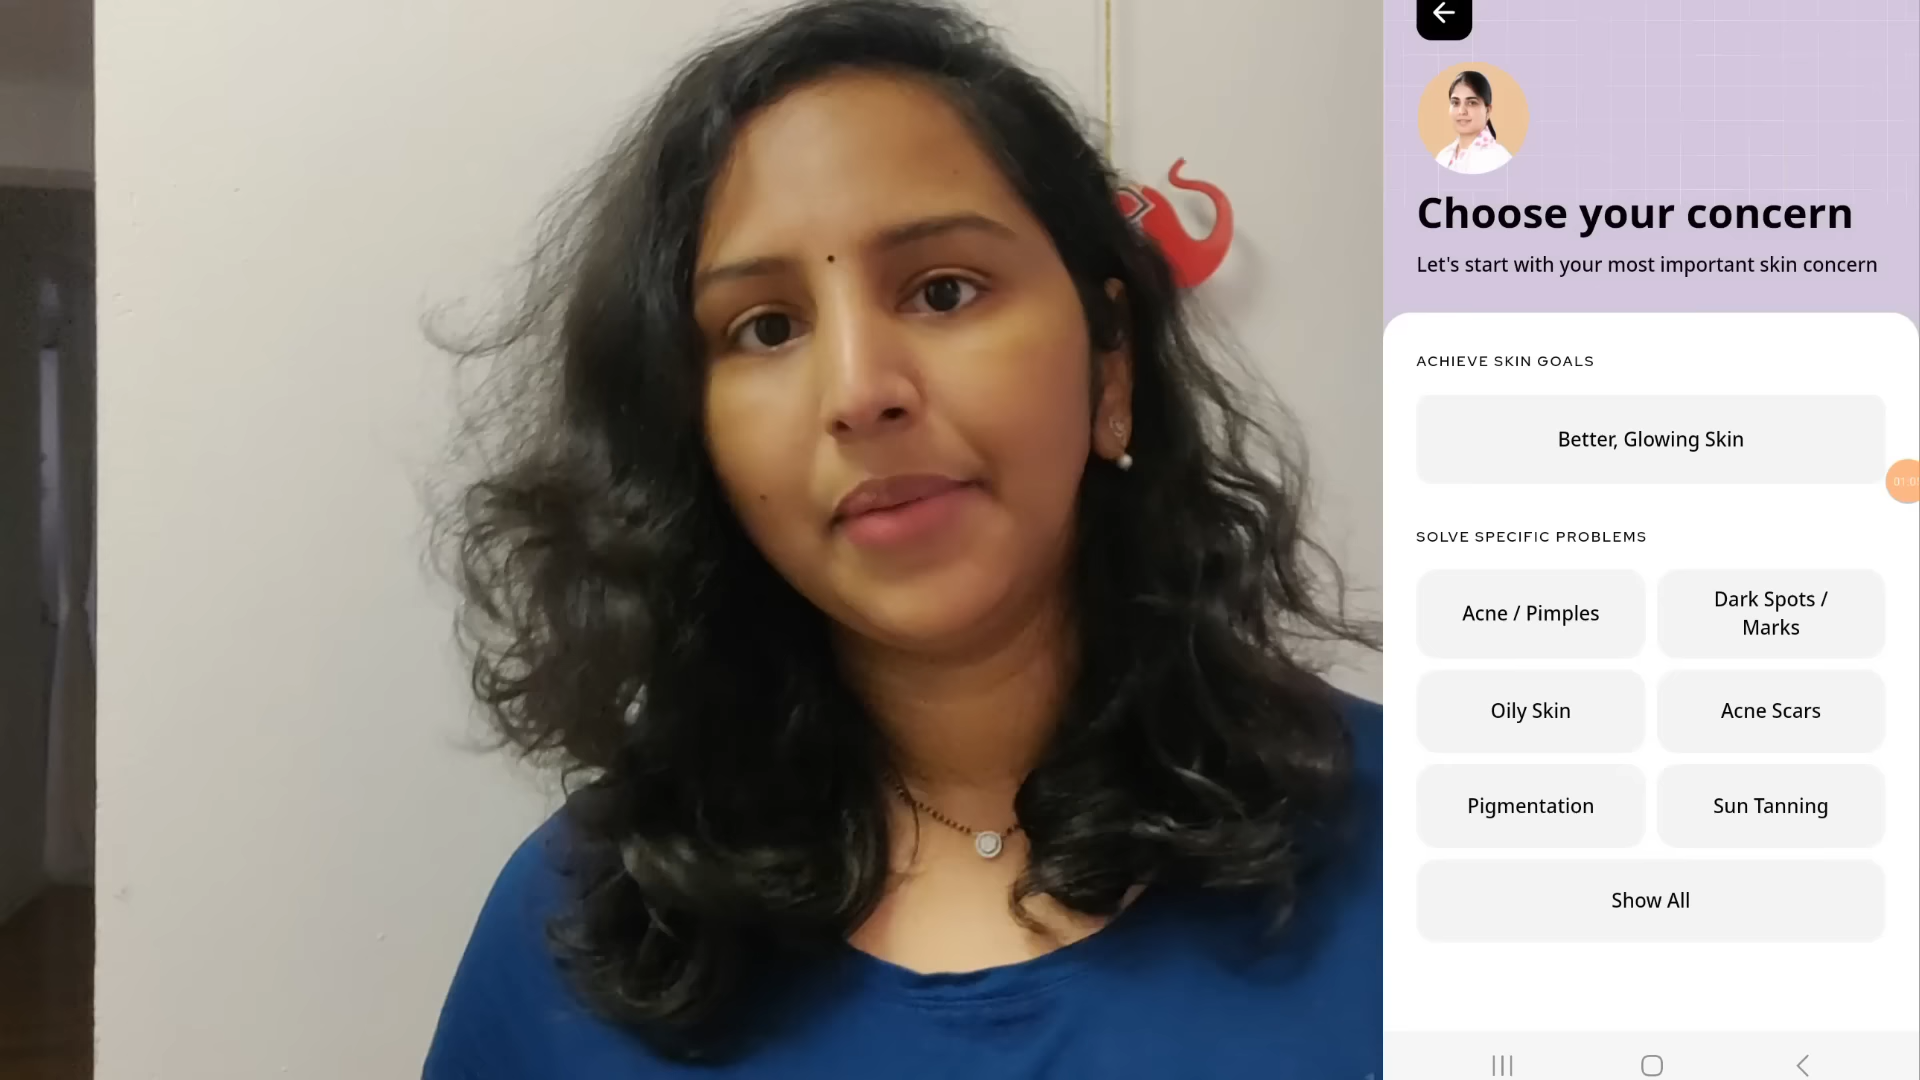 Choose your concern
Let's start with your most important skin concern
ACHIEVE SKIN GOALS
Better, Glowing Skin
SOLVE SPECIFIC PROBLEMS
Acne / Pimples
Dark Spots /
Marks
Oily Skin
Acne Scars
Pigmentation
Sun Tanning
Show All